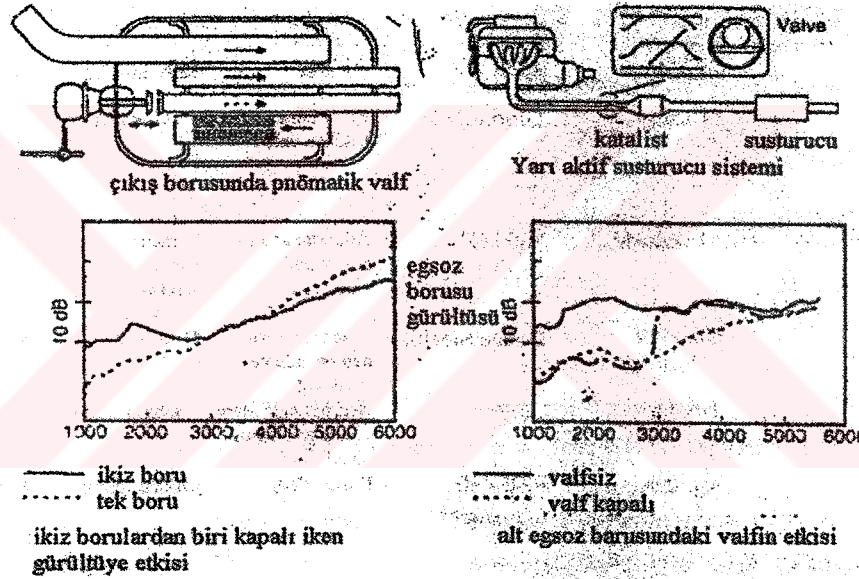 Valve
katalist
susturucu
çıkış borusunda pnömatik valf
Yarı aktif susturucu sistemi
10 dB
egsoz
borusu
gürültüsü
10 dB
1000 2000 3000 4000 5000 6000
1000 2000 3000 4000 5000 6000
ikiz boru
tek boru
valfsiz
valf kapalı
ikiz borulardan biri kapalı iken
gürültüye etkisi
alt egsoz barusundaki valfin etkisi